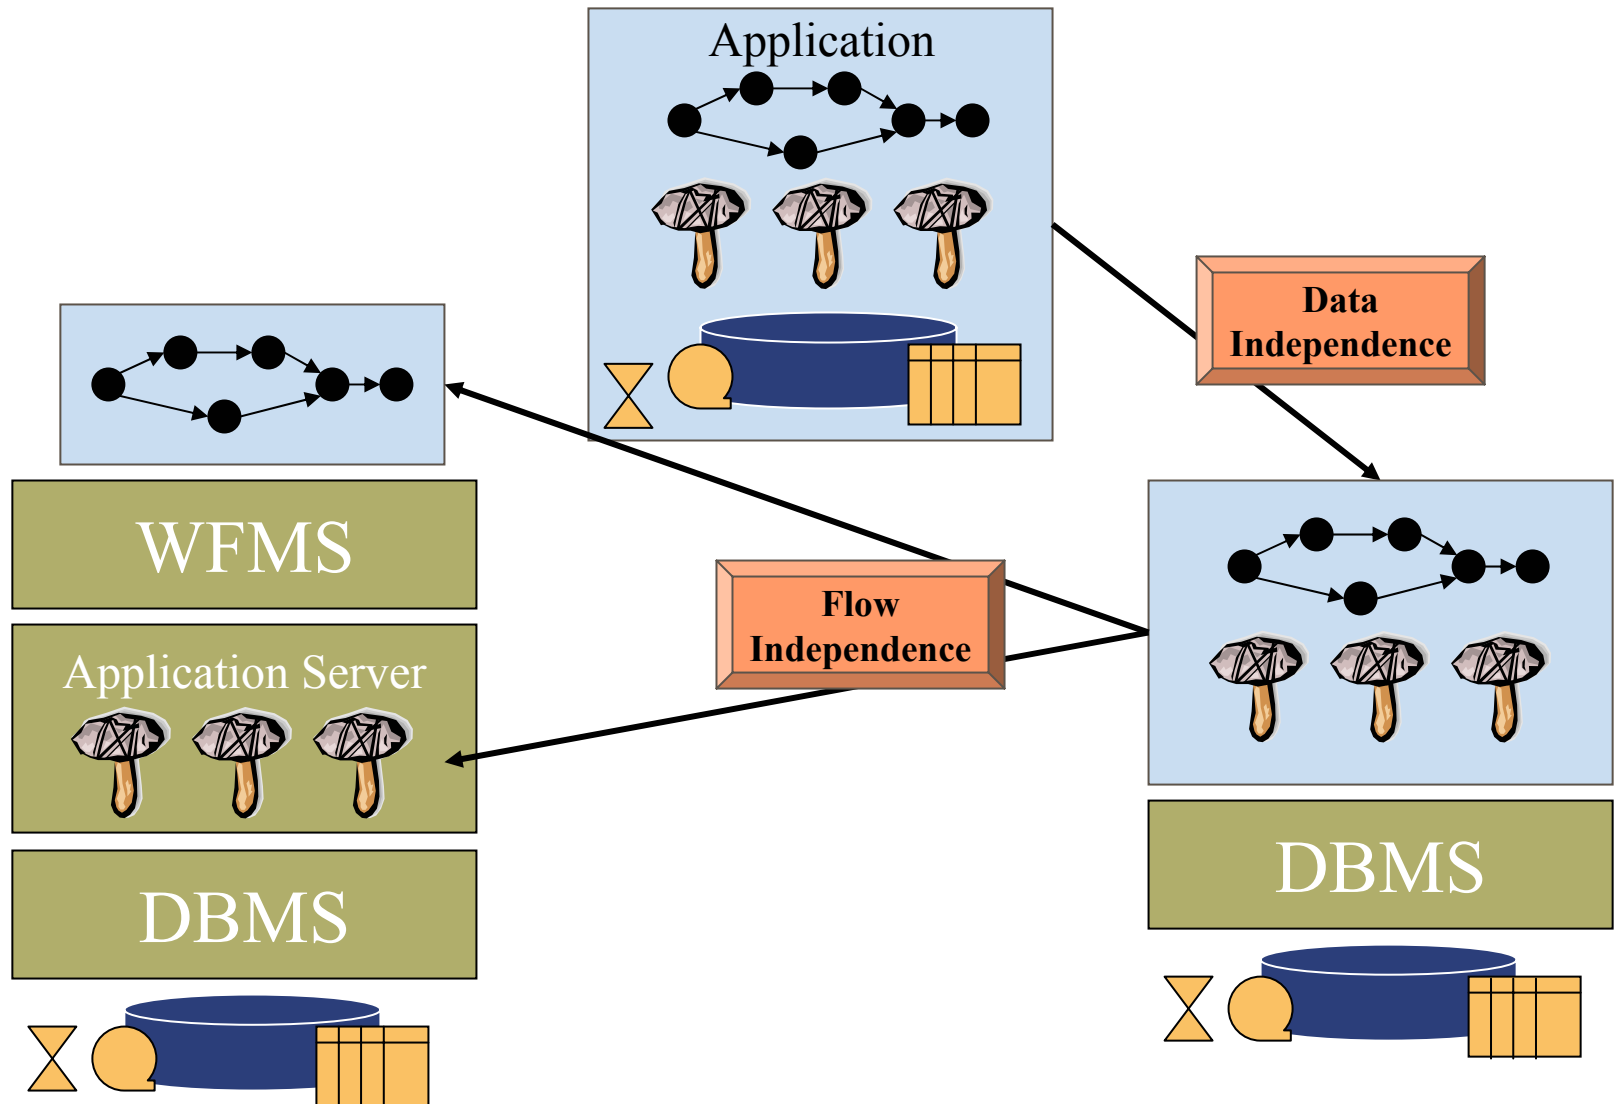 Application
Data
Independence
WFMS
Flow
Independence
Application Server
DBMS
DBMS